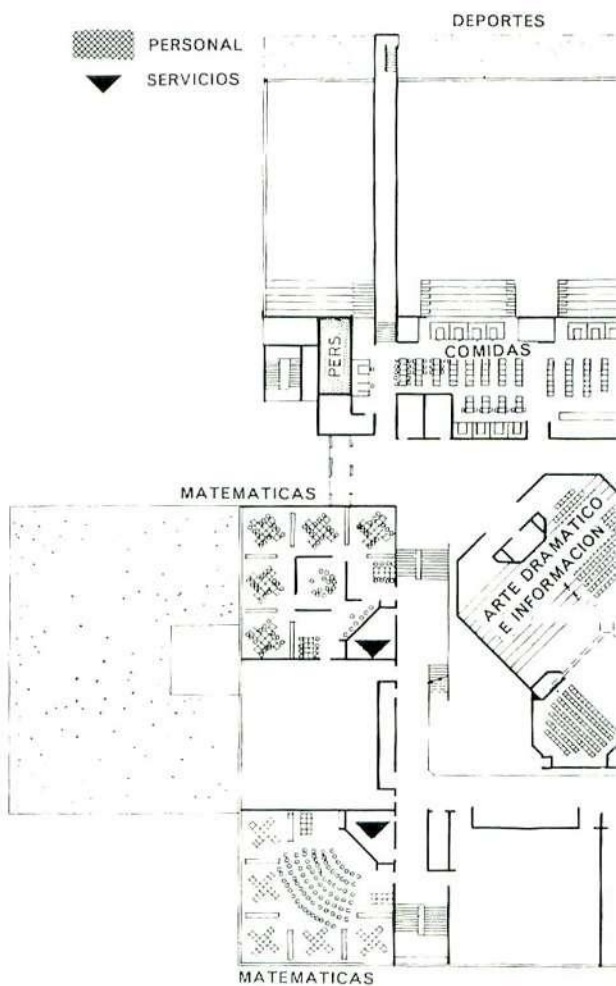 DEPORTES
PERSONAL
SERVICIOS
PERS.
COMIDAS
MATEMATICAS
ARTE DRAMATICO
E INFORMACION
MATEMATICAS